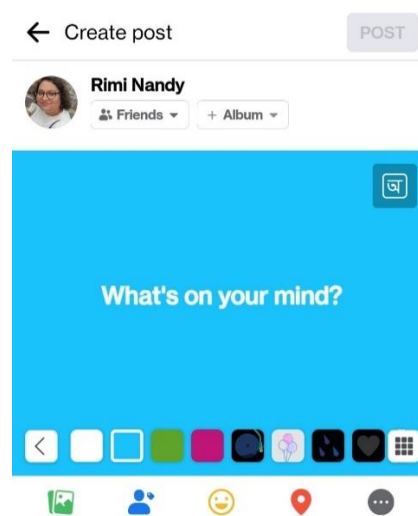 Create post
POST
Rimi Nandy
Friends
+ Album
অ
What's on your mind?